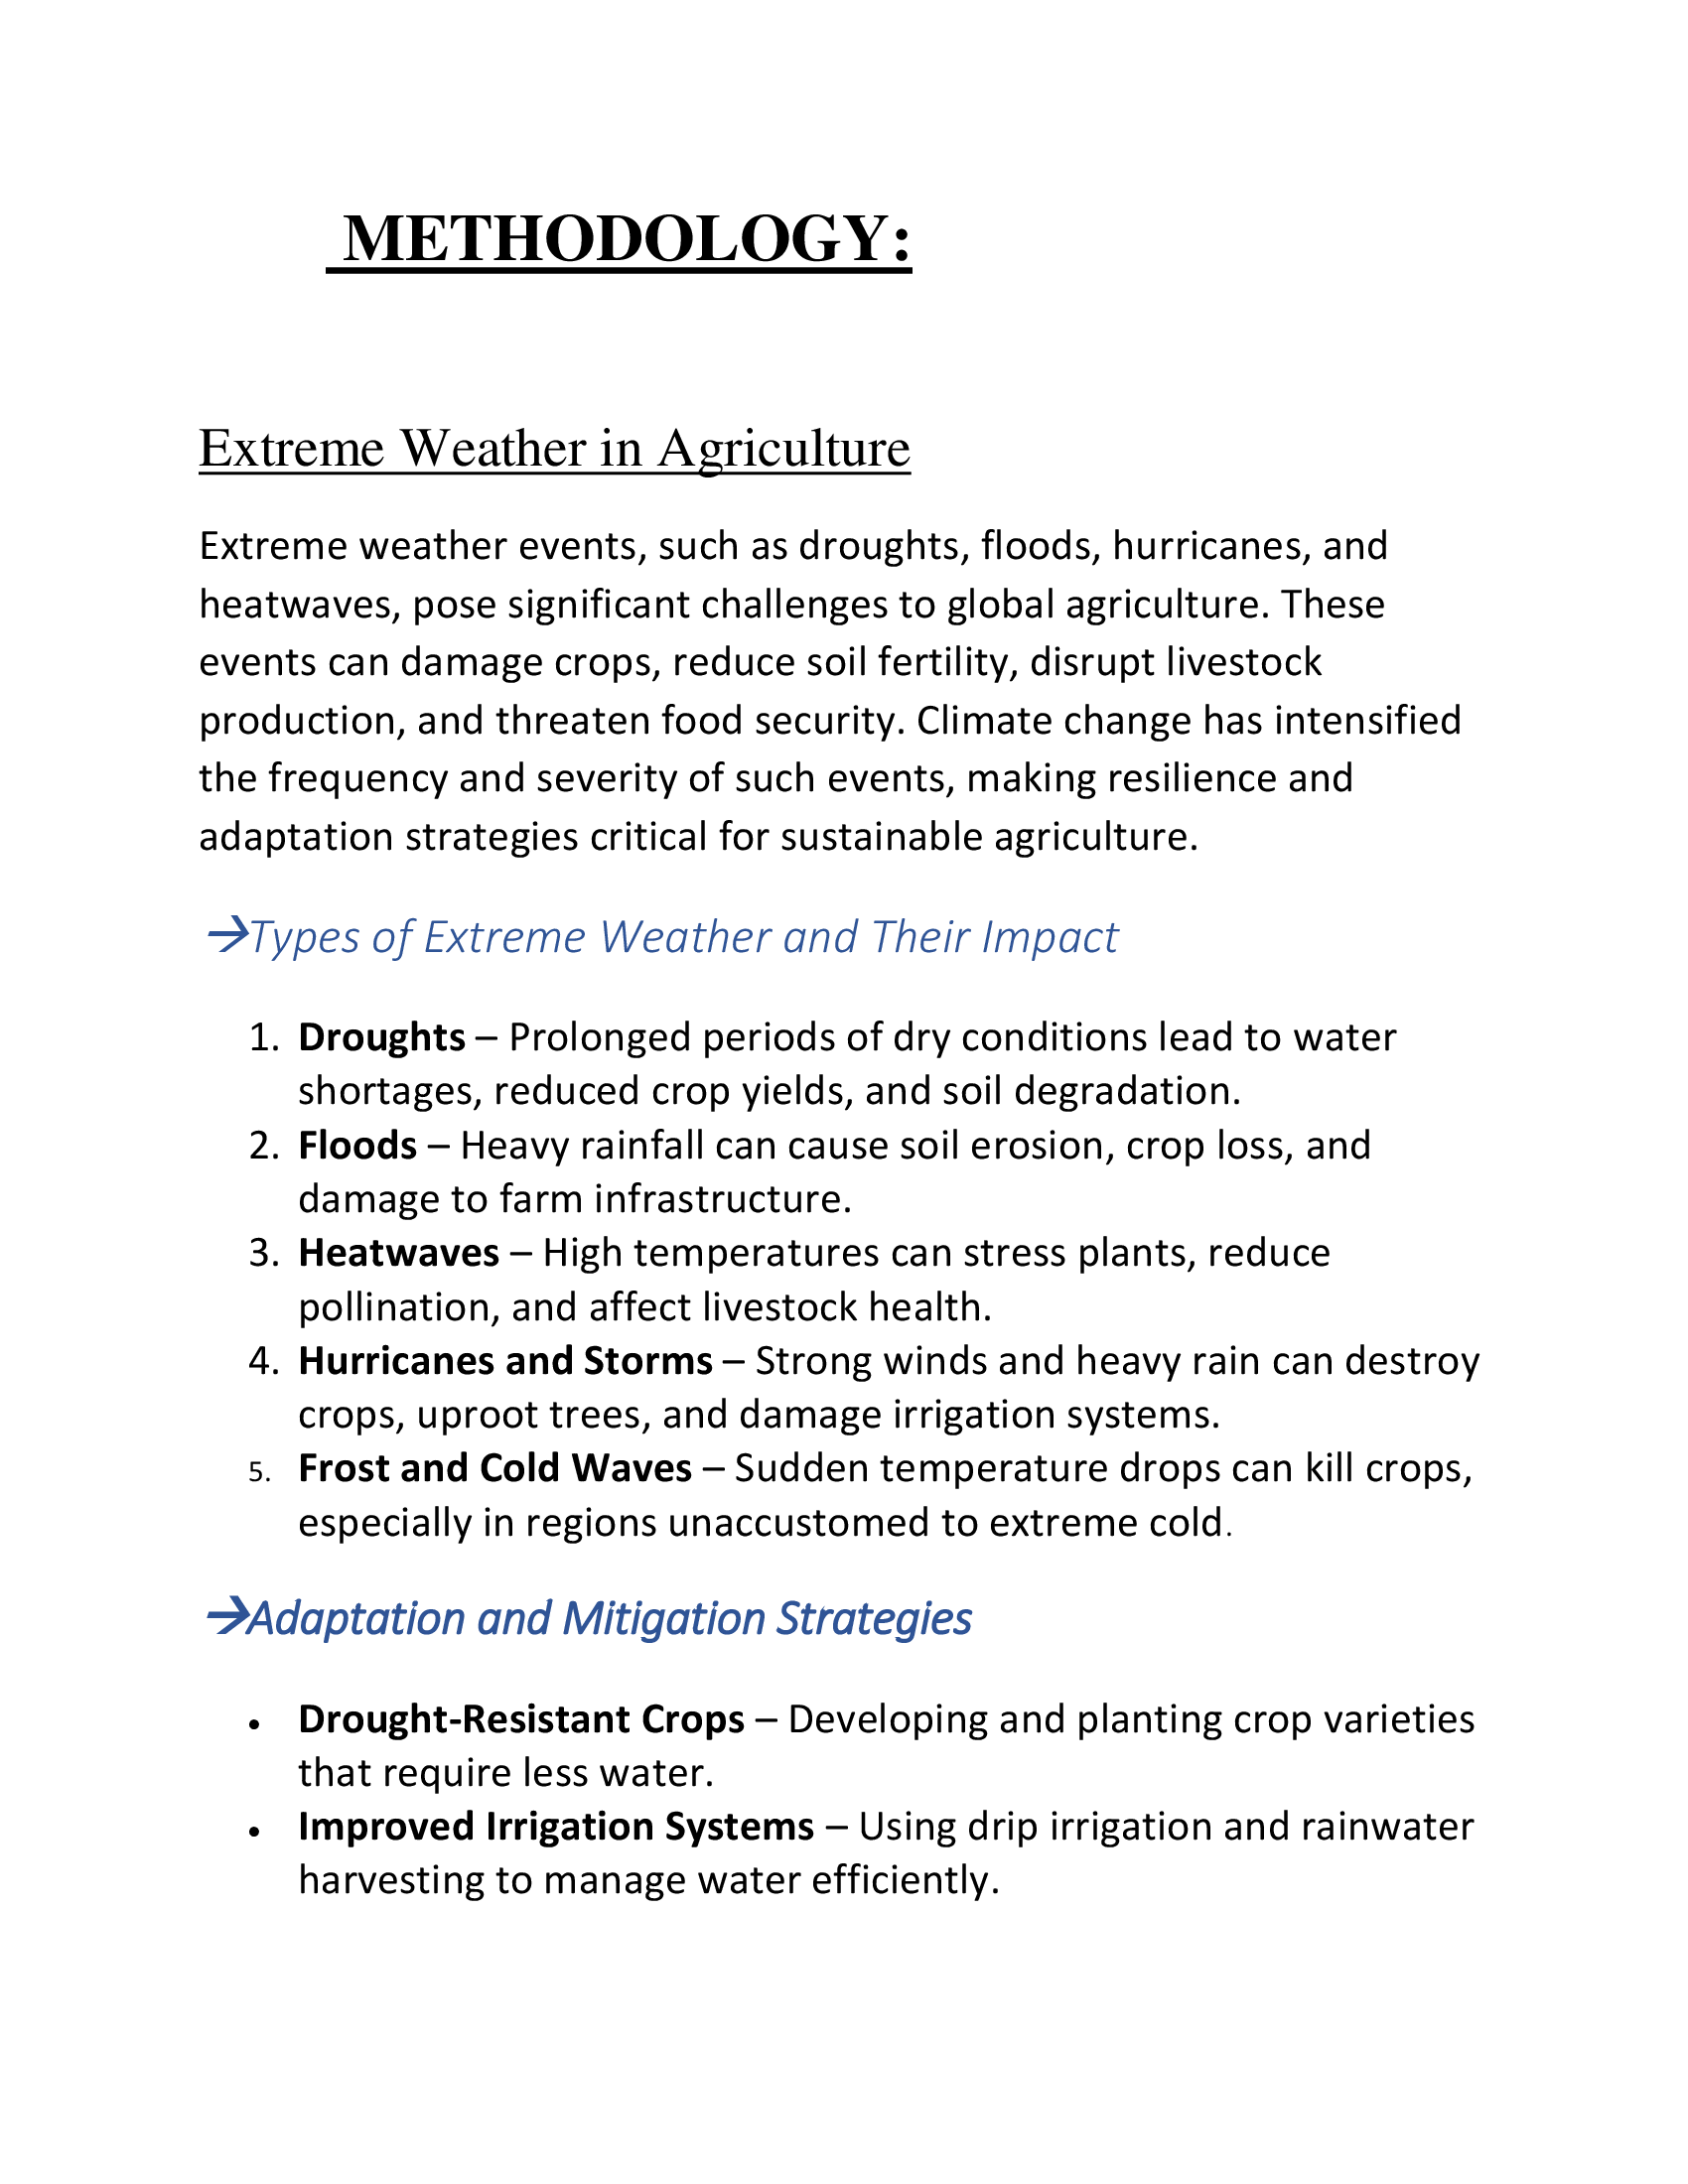 METHODOLOGY:
Extreme Weather in Agriculture
Extreme weather events, such as droughts, floods, hurricanes, and
heatwaves, pose significant challenges to global agriculture. These
events can damage crops, reduce soil fertility, disrupt livestock
production, and threaten food security. Climate change has intensified
the frequency and severity of such events, making resilience and
adaptation strategies critical for sustainable agriculture.
→Types of Extreme Weather and Their Impact
1. Droughts – Prolonged periods of dry conditions lead to water
shortages, reduced crop yields, and soil degradation.
2. Floods – Heavy rainfall can cause soil erosion, crop loss, and
damage to farm infrastructure.
3. Heatwaves – High temperatures can stress plants, reduce
pollination, and affect livestock health.
4. Hurricanes and Storms – Strong winds and heavy rain can destroy
crops, uproot trees, and damage irrigation systems.
5. Frost and Cold Waves – Sudden temperature drops can kill crops,
especially in regions unaccustomed to extreme cold.
→Adaptation and Mitigation Strategies
• Drought-Resistant Crops – Developing and planting crop varieties
that require less water.
• Improved Irrigation Systems – Using drip irrigation and rainwater
harvesting to manage water efficiently.